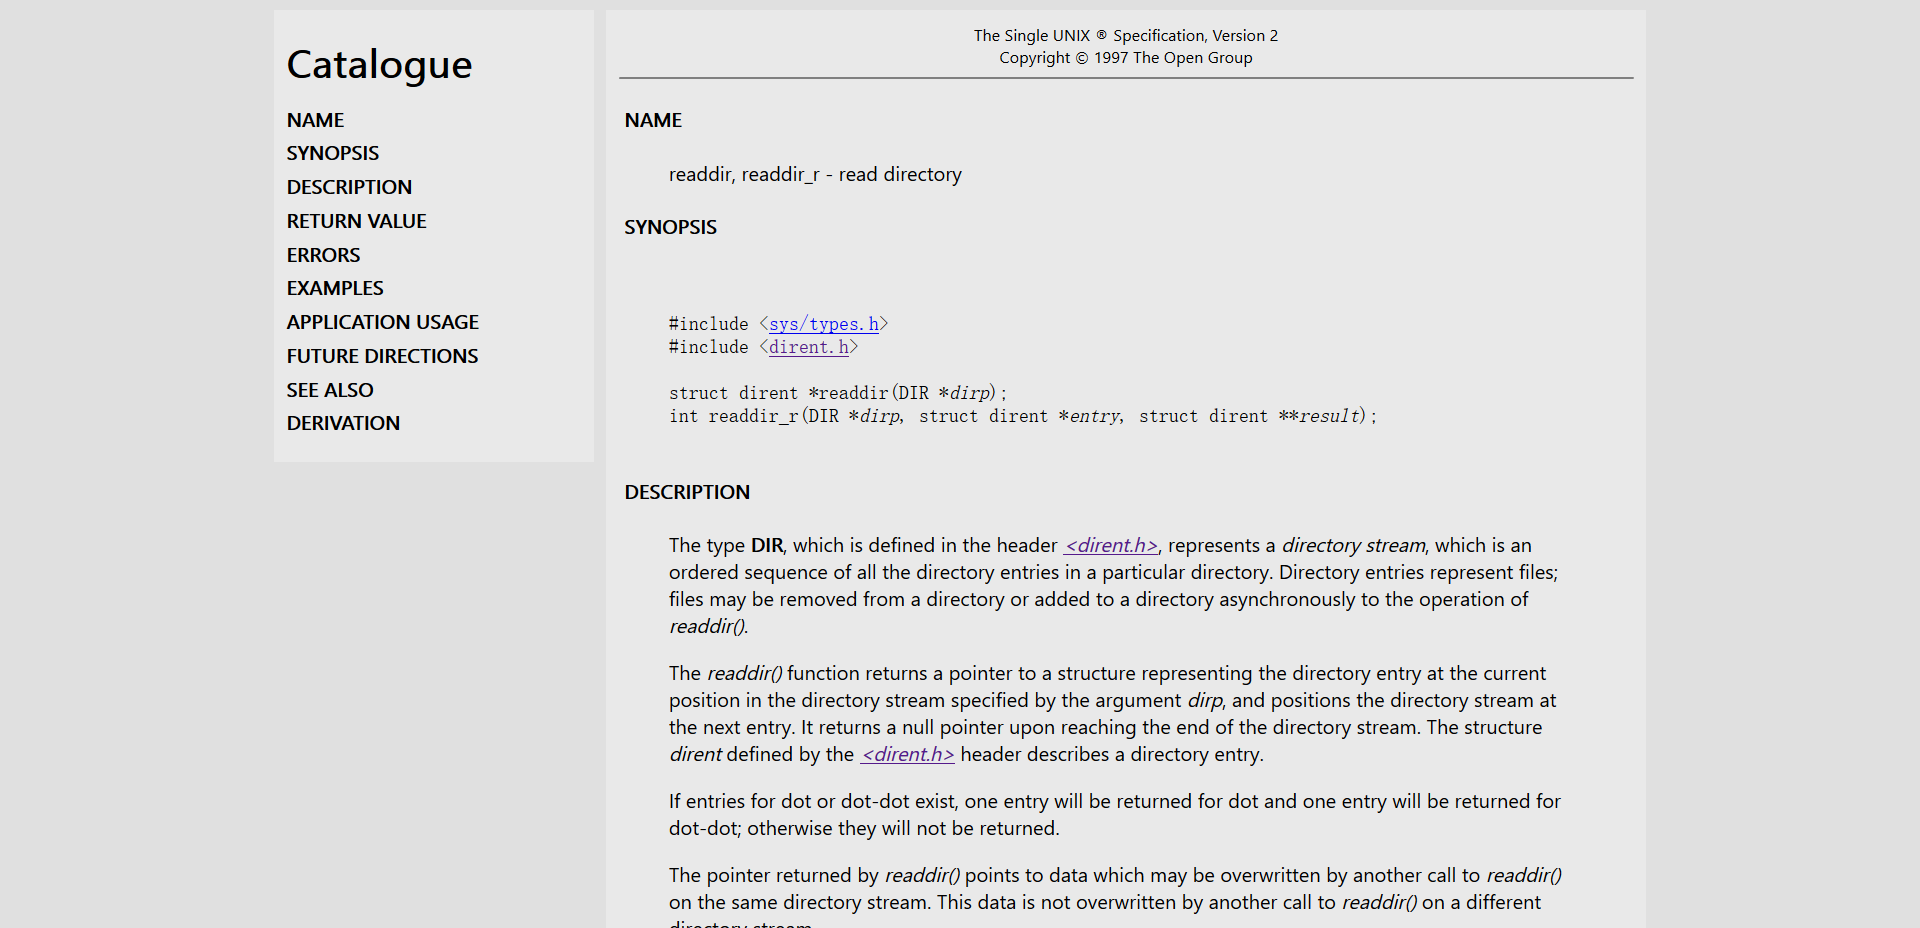 Catalogue
NAME
SYNOPSIS
DESCRIPTION
RETURN VALUE
ERRORS
EXAMPLES
APPLICATION USAGE
FUTURE DIRECTIONS
SEE ALSO
DERIVATION
The Single UNIX ® Specification, Version 2
Copyright © 1997 The Open Group
NAME
readdir, readdir_r - read directory
SYNOPSIS
#include <sys/types.h>
#include <dirent.h>
struct dirent *readdir(DIR *dirp);
int readdir_r(DIR *dirp, struct dirent *entry, struct dirent **result);
DESCRIPTION
The type DIR, which is defined in the header <dirent.h>, represents a directory stream, which is an
ordered sequence of all the directory entries in a particular directory. Directory entries represent files;
files may be removed from a directory or added to a directory asynchronously to the operation of
readdir().
The readdir() function returns a pointer to a structure representing the directory entry at the current
position in the directory stream specified by the argument dirp, and positions the directory stream at
the next entry. It returns a null pointer upon reaching the end of the directory stream. The structure
dirent defined by the <dirent.h> header describes a directory entry.
If entries for dot or dot-dot exist, one entry will be returned for dot and one entry will be returned for
dot-dot; otherwise they will not be returned.
The pointer returned by readdir() points to data which may be overwritten by another call to readdir()
on the same directory stream. This data is not overwritten by another call to readdir() on a different
directory stream.